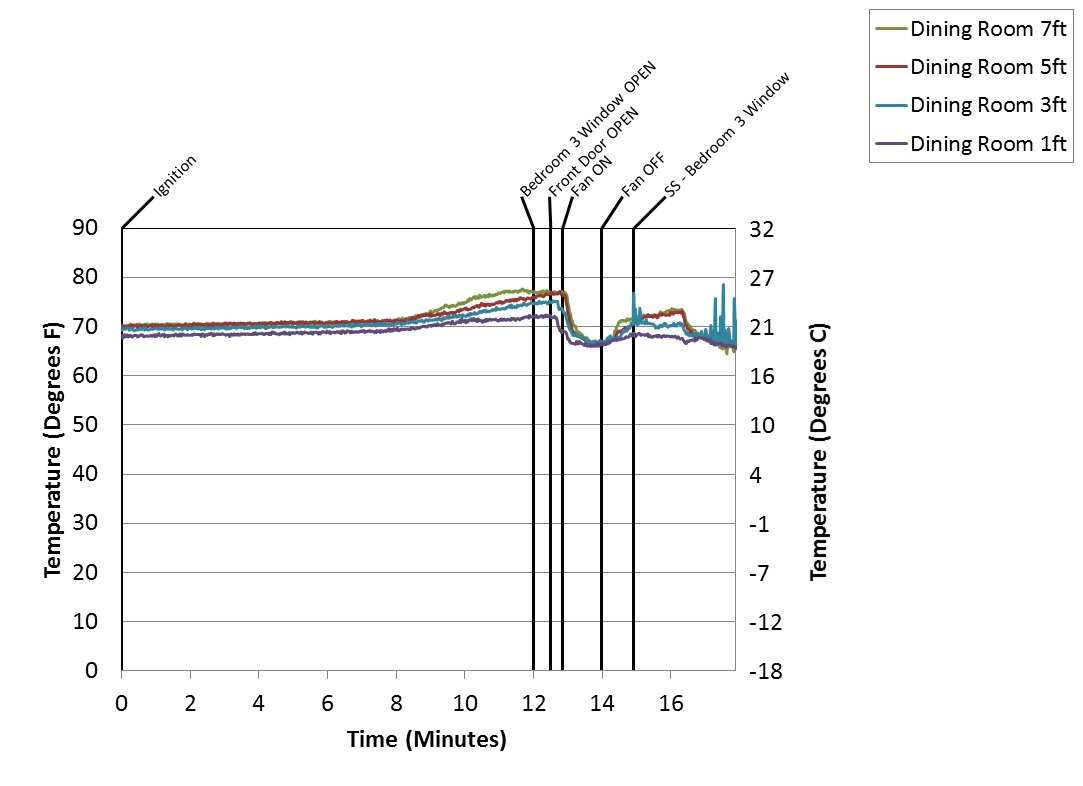 Dining Room 7ft
Dining Room 5ft
Dining Room 3ft
Dining Room 1ft
Ignition
Bedroom 3 Window OPEN
Front Door OPEN
Fan ON
Fan OFF
SS - Bedroom 3 Window
90
80
70
60
50
40
30
20
10
0
Temperature (Degrees F)
32
27
21
16
10
4
-1
-7
-12
-18
Temperature (Degrees C)
0 2 4 6 8 10 12 14 16
Time (Minutes)